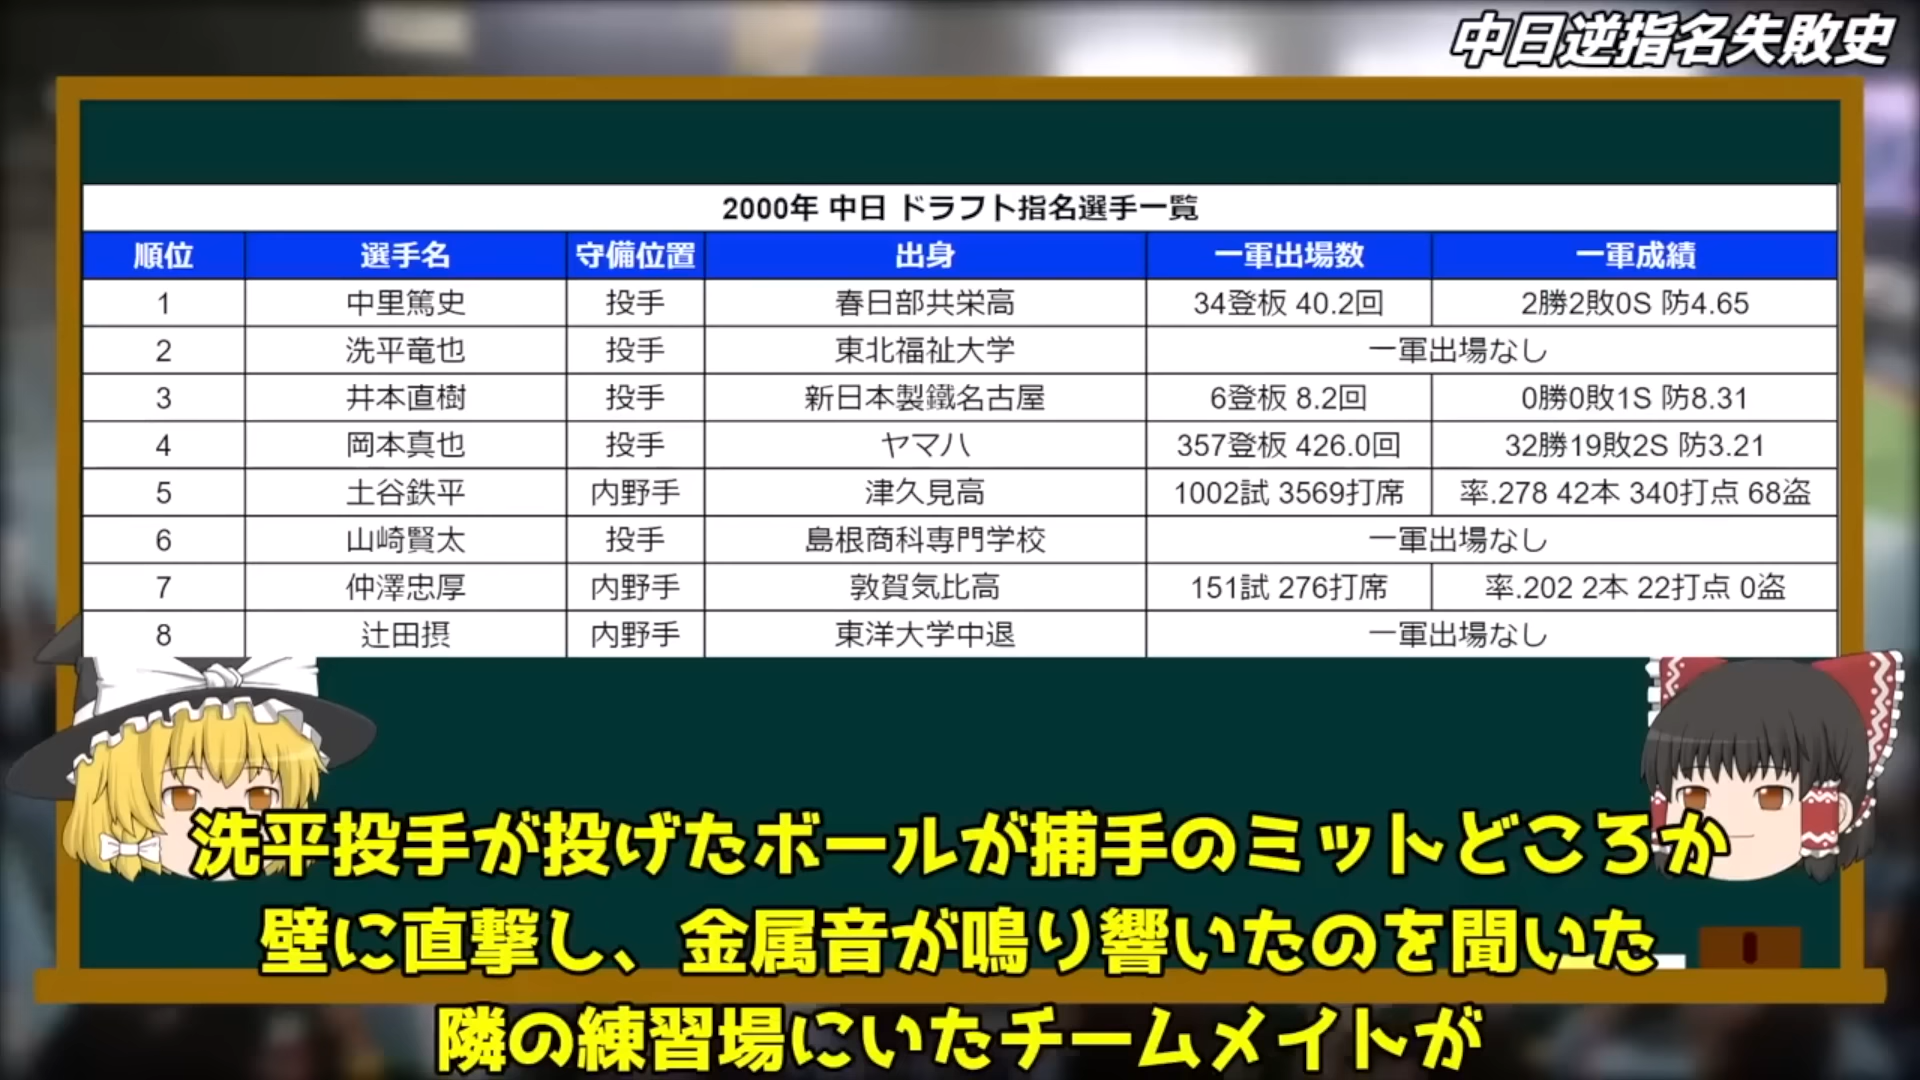 中日逆指名失敗史
2000年 中日 ドラフト指名選手一覧
順位 選手名 守備位置 出身 一軍出場数 一軍成績
1 中里篤史 投手 春日部共栄高 34登板 40.2回 2勝2敗0S 防4.65
2 洗平竜也 投手 東北福祉大学 一軍出場なし
3 井本直樹 投手 新日本製鐵名古屋 6登板 8.2回 0勝0敗1S 防8.31
4 岡本真也 投手 ヤマハ 357登板 426.0回 32勝19敗2S 防3.21
5 土谷鉄平 内野手 津久見高 1002試 3569打席 率.278 42本 340打点 68盗
6 山崎賢太 投手 島根商科専門学校 一軍出場なし
7 仲澤忠厚 内野手 敦賀気比高 151試 276打席 率.202 2本 22打点 0盗
8 辻田摂 内野手 東洋大学中退 一軍出場なし
洗平投手が投げたボールが捕手のミットどころか
壁に直撃し、金属音が鳴り響いたのを聞いた
隣の練習場にいたチームメイトが